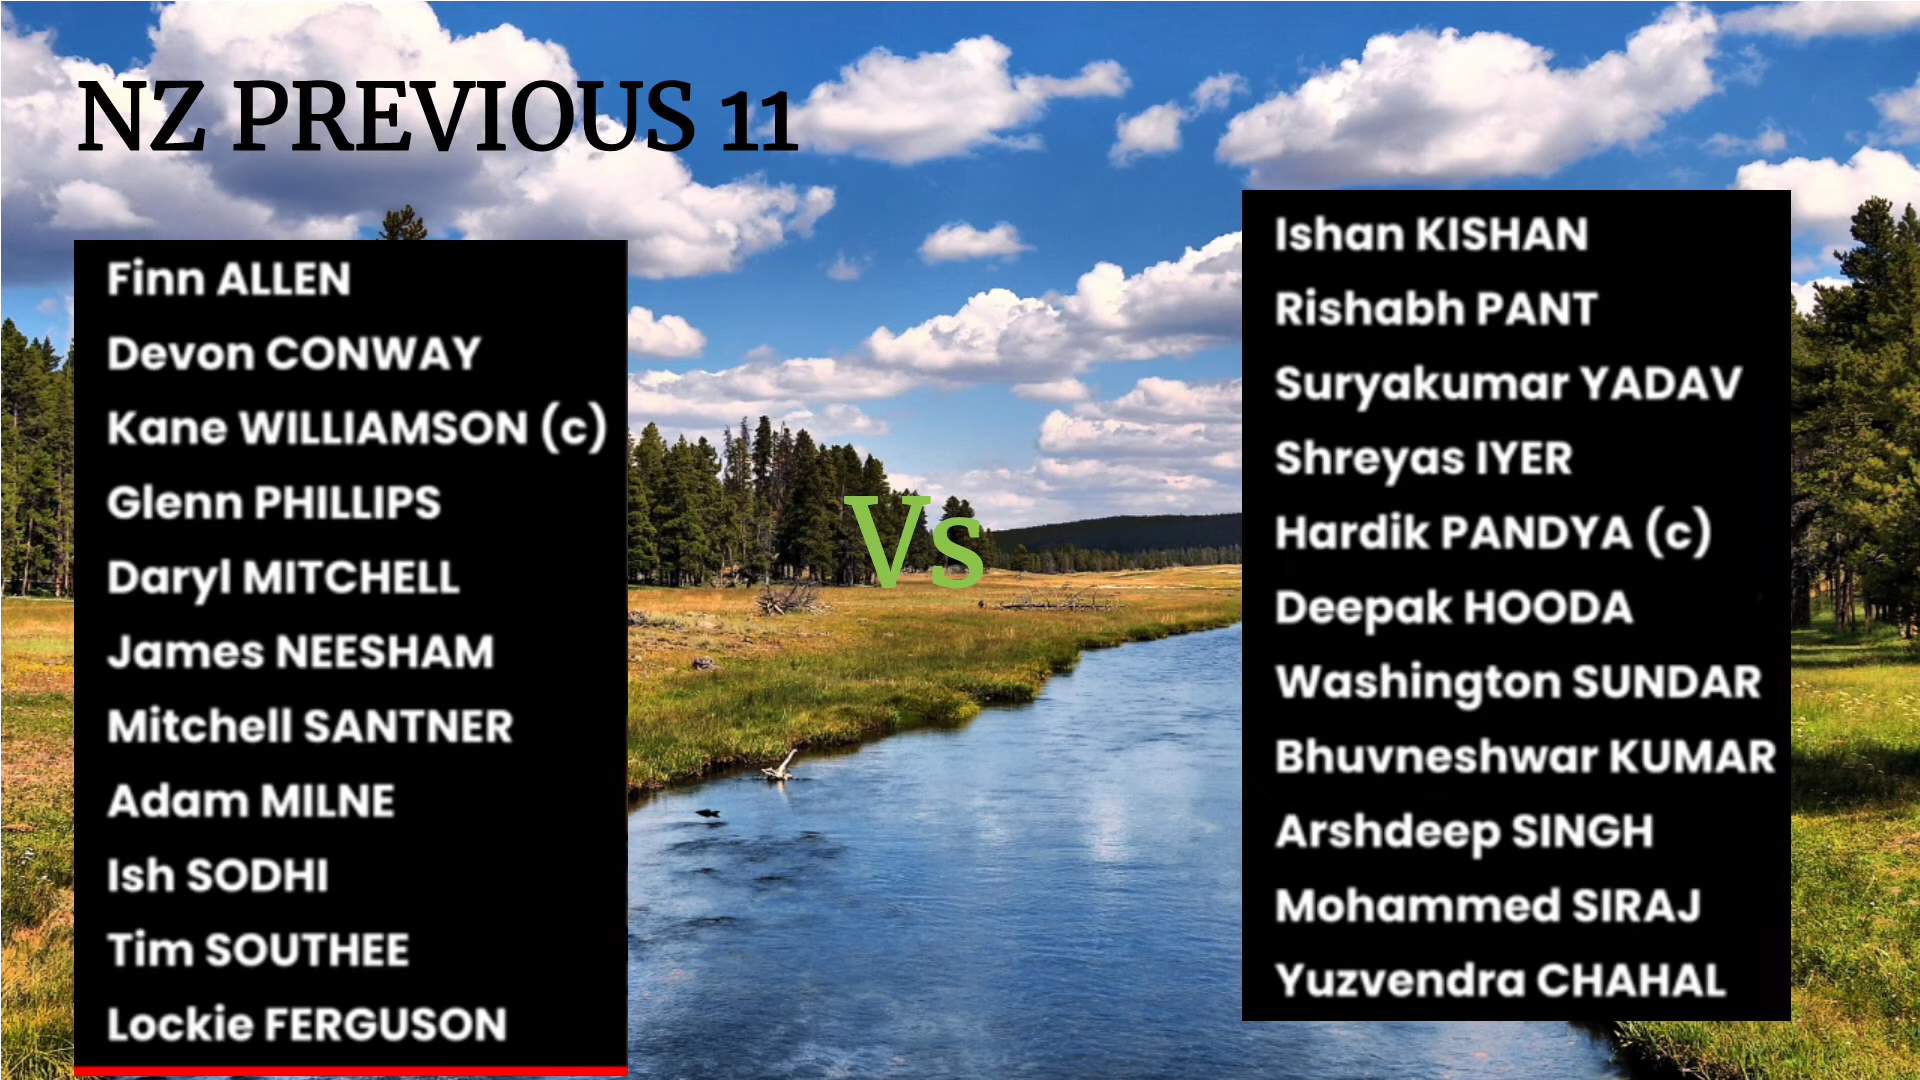 NZ PREVIOUS 11
Finn ALLEN
Devon CONWAY
Kane WILLIAMSON (c)
Glenn PHILLIPS
Daryl MITCHELL
James NEESHAM
Mitchell SANTNER
Adam MILNE
Ish SODHI
Tim SOUTHEE
Lockie FERGUSON
Vs
Ishan KISHAN
Rishabh PANT
Suryakumar YADAV
Shreyas IYER
Hardik PANDYA (c)
Deepak HOODA
Washington SUNDAR
Bhuvneshwar KUMAR
Arshdeep SINGH
Mohammed SIRAJ
Yuzvendra CHAHAL